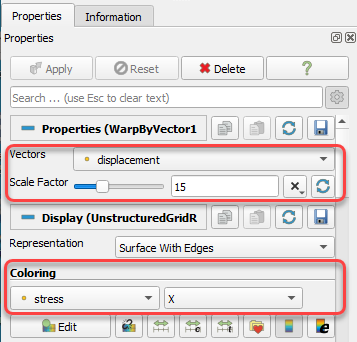 Properties Information
Properties
Apply Reset Delete ?
Search ... (use Esc to clear text)
Properties (WarpByVector1
Vectors displacement
Scale Factor 15
Display (UnstructuredGridR
Representation Surface With Edges
Coloring
stress X
Edit